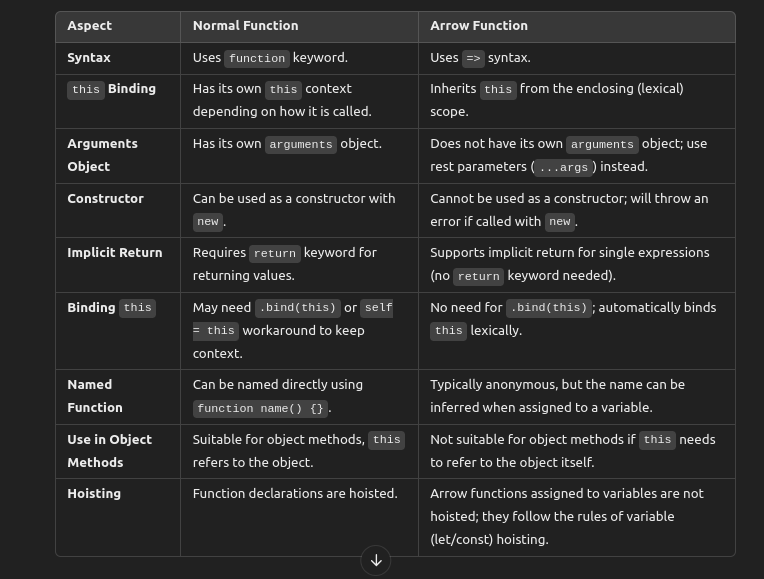 Aspect Normal Function Arrow Function
Syntax Uses function keyword. Uses => syntax.
this Binding Has its own this context Inherits this from the enclosing (lexical)
depending on how it is called. scope.
Arguments Has its own arguments object. Does not have its own arguments object; use
Object rest parameters (...args) instead.
Constructor Can be used as a constructor with Cannot be used as a constructor; will throw an
new. error if called with new.
Implicit Return Requires return keyword for Supports implicit return for single expressions
returning values. (no return keyword needed).
Binding this May need .bind(this) or self No need for .bind(this); automatically binds
= this workaround to keep this lexically.
context.
Named Can be named directly using Typically anonymous, but the name can be
Function function name() {}. inferred when assigned to a variable.
Use in Object Suitable for object methods, this Not suitable for object methods if this needs
Methods refers to the object. to refer to the object itself.
Hoisting Function declarations are hoisted. Arrow functions assigned to variables are not
hoisted; they follow the rules of variable
(let/const) hoisting.